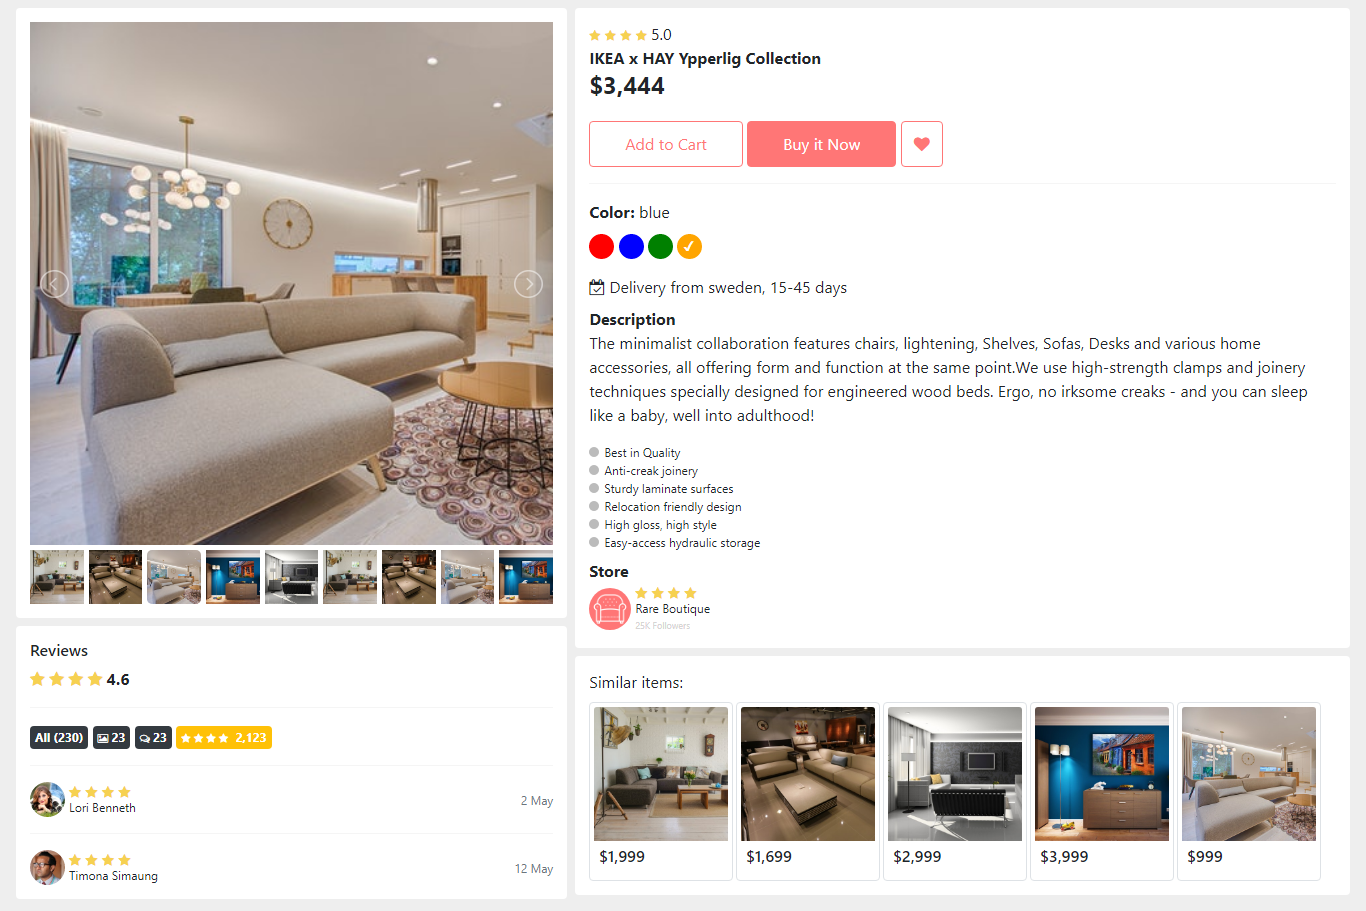 5.0
IKEA x HAY Ypperlig Collection
$3,444
Add to Cart
Buy it Now
Color: blue
Delivery from sweden, 15-45 days
Description
The minimalist collaboration features chairs, lightening, Shelves, Sofas, Desks and various home
accessories, all offering form and function at the same point.We use high-strength clamps and joinery
techniques specially designed for engineered wood beds. Ergo, no irksome creaks - and you can sleep
like a baby, well into adulthood!
Best in Quality
Anti-creak joinery
Sturdy laminate surfaces
Relocation friendly design
High gloss, high style
Easy-access hydraulic storage
Store
Rare Boutique
25K Followers
Reviews
4.6
All (230) 23 23 2,123
Lori Benneth
2 May
Timona Simaung
12 May
Similar items:
$1,999
$1,699
$2,999
$3,999
$999